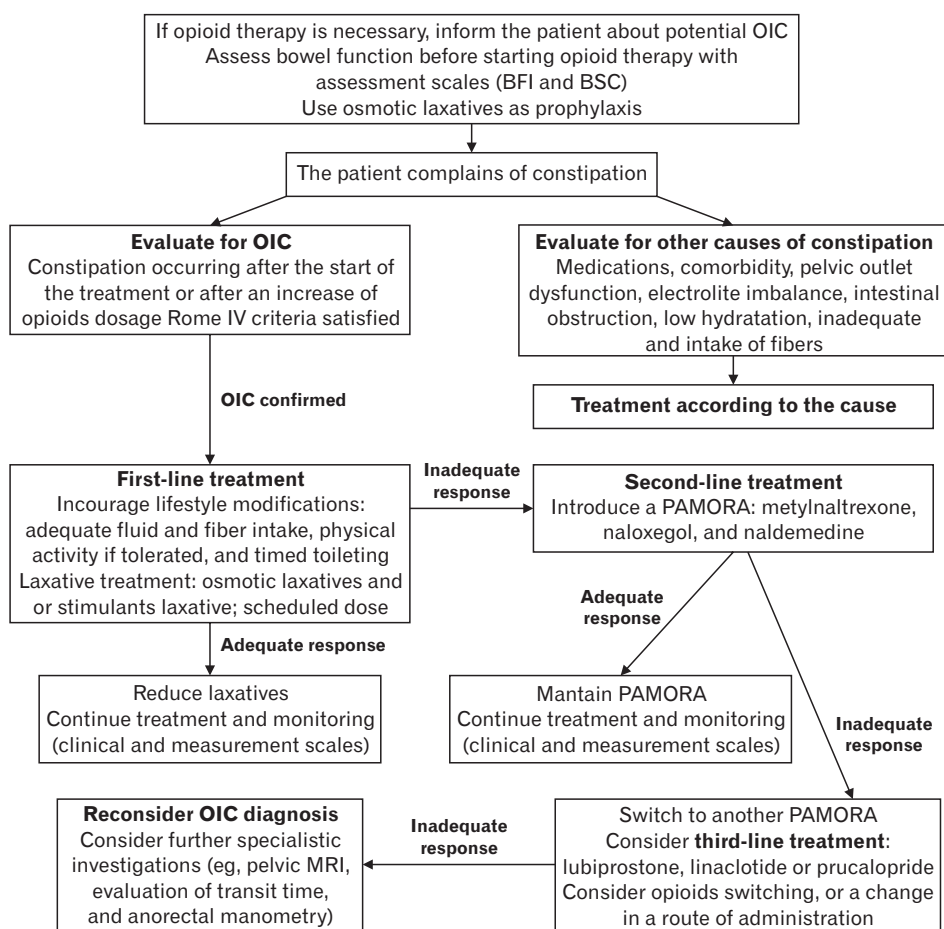 If opioid therapy is necessary, inform the patient about potential OIC
Assess bowel function before starting opioid therapy with
assessment scales (BFI and BSC)
Use osmotic laxatives as prophylaxis
The patient complains of constipation
Evaluate for OIC
Constipation occurring after the start of
the treatment or after an increase of
opioids dosage Rome IV criteria satisfied
Evaluate for other causes of constipation
Medications, comorbidity, pelvic outlet
dysfunction, electrolite imbalance, intestinal
obstruction, low hydratation, inadequate
and intake of fibers
OIC confirmed
Treatment according to the cause
First-line treatment
Incourage lifestyle modifications:
adequate fluid and fiber intake, physical
activity if tolerated, and timed toileting
Laxative treatment: osmotic laxatives and
or stimulants laxative; scheduled dose
Inadequate
response
Second-line treatment
Introduce a PAMORA: metylnaltrexone,
naloxegol, and naldemedine
Adequate response
Adequate
response
Reduce laxatives
Continue treatment and monitoring
(clinical and measurement scales)
Mantain PAMORA
Continue treatment and monitoring
(clinical and measurement scales)
Inadequate
response
Reconsider OIC diagnosis
Consider further specialistic
investigations (eg, pelvic MRI,
evaluation of transit time,
and anorectal manometry)
Inadequate
response
Switch to another PAMORA
Consider third-line treatment:
lubiprostone, linaclotide or prucalopride
Consider opioids switching, or a change
in a route of administration